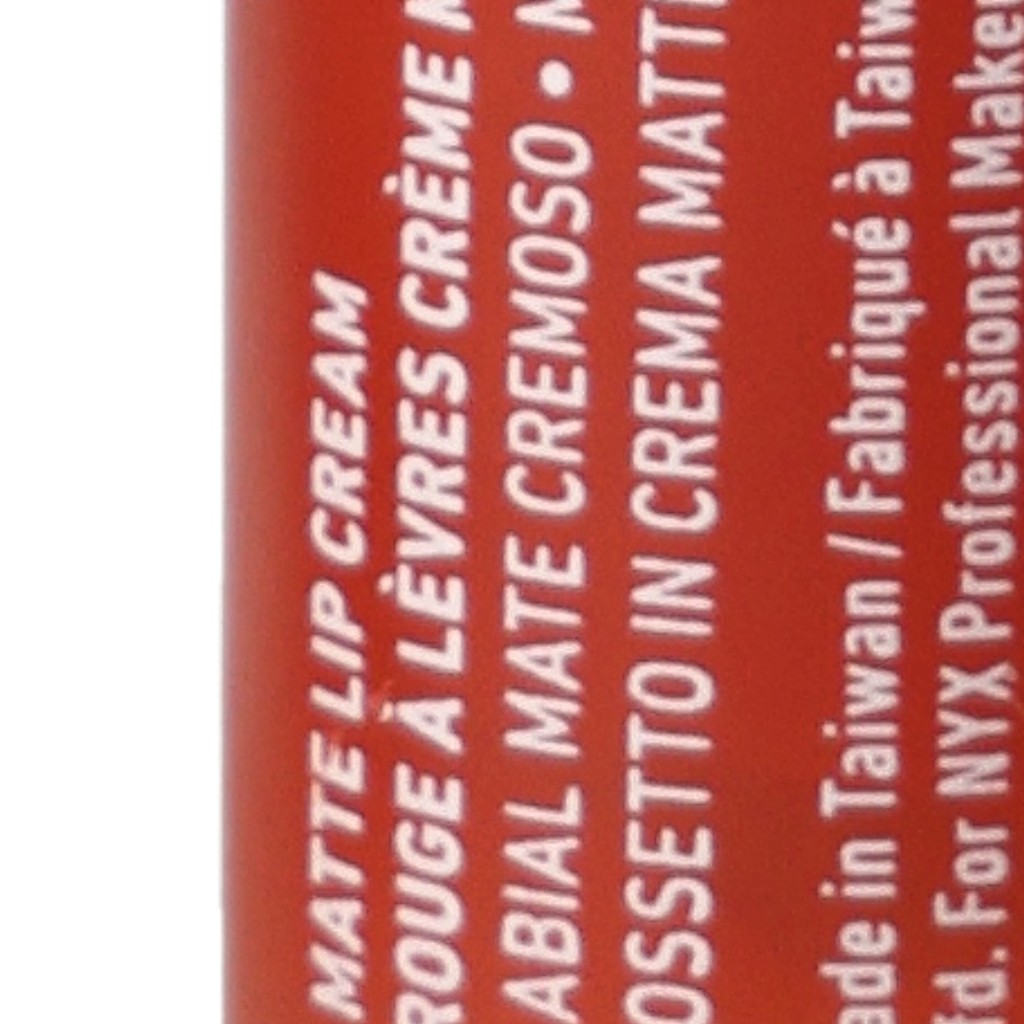 MATTE LIP CREAM
ROUGE À LÈVRES CRÈME
ABIAL MATE CREMOSO •
OSSETTO IN CREMA MATT
ade in Taiwan / Fabriqué à Taiw
td. For NYX Professional Make